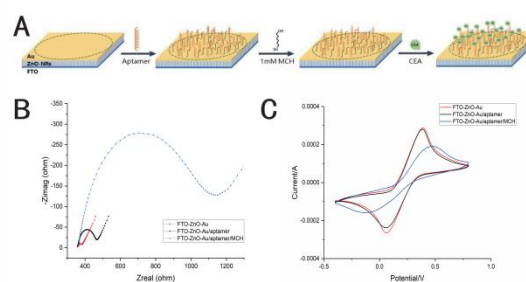 A
Au
ZnO-NRs
FTO
Aptamer
1mM MCH
CEA
CEA
B
-Zimag (ohm)
-350
-300
-250
-200
-150
-100
-50
0
400
600
800
1000
1200
Zreal (ohm)
FTO-ZnO-Au
FTO-ZnO-Au/aptamer
FTO-ZnO-Au/aptamer/MCH
C
Current/A
0.0004
0.0002
0.0000
-0.0002
-0.0004
-0.5
0.0
0.5
1.0
Potential/V
FTO-ZnO-Au
FTO-ZnO-Au/aptamer
FTO-ZnO-Au/aptamer/MCH